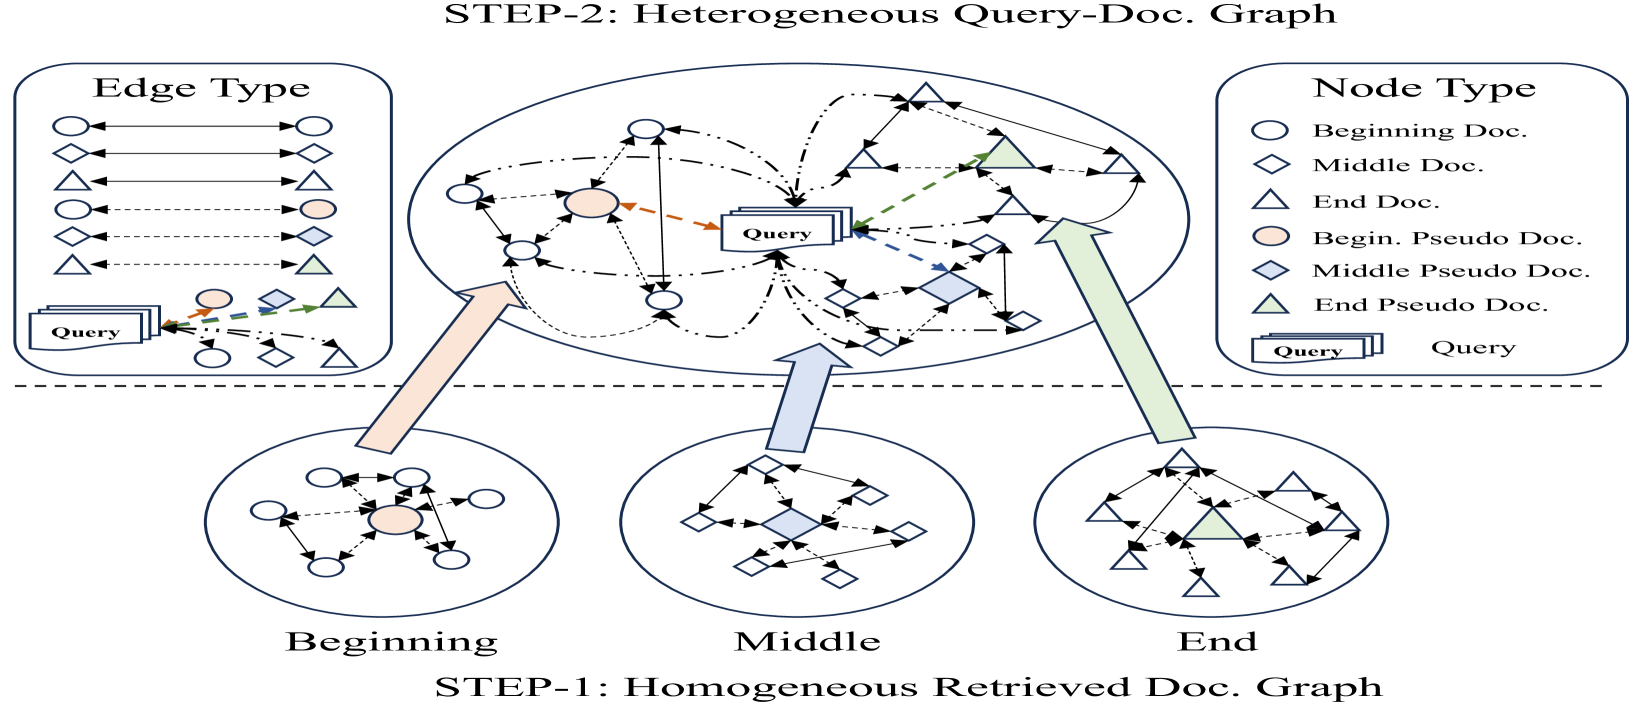 STEP-2: Heterogeneous Query-Doc. Graph
Edge Type
Query
Query
Node Type
Beginning Doc.
Middle Doc.
End Doc.
Begin. Pseudo Doc.
Middle Pseudo Doc.
End Pseudo Doc.
Query Query
Beginning
Middle
End
STEP-1: Homogeneous Retrieved Doc. Graph